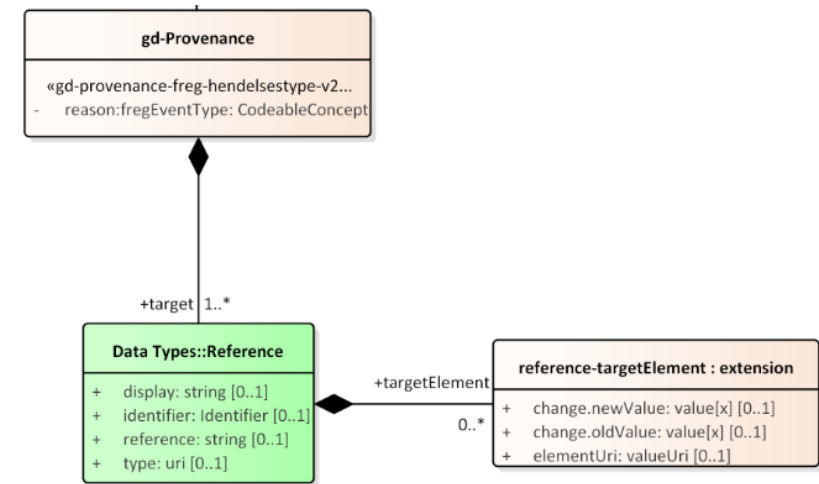 gd-Provenance
«gd-provenance-freg-hendelsestype-v2...
- reason:fregEventType: CodeableConcept
+target 1..*
Data Types::Reference
+ display: string [0..1]
+ identifier: Identifier [0..1]
+ reference: string [0..1]
+ type: uri [0..1]
+targetElement
0..*
reference-targetElement : extension
+ change.newValue: value[x] [0..1]
+ change.oldValue: value[x] [0..1]
+ elementUri: valueUri [0..1]